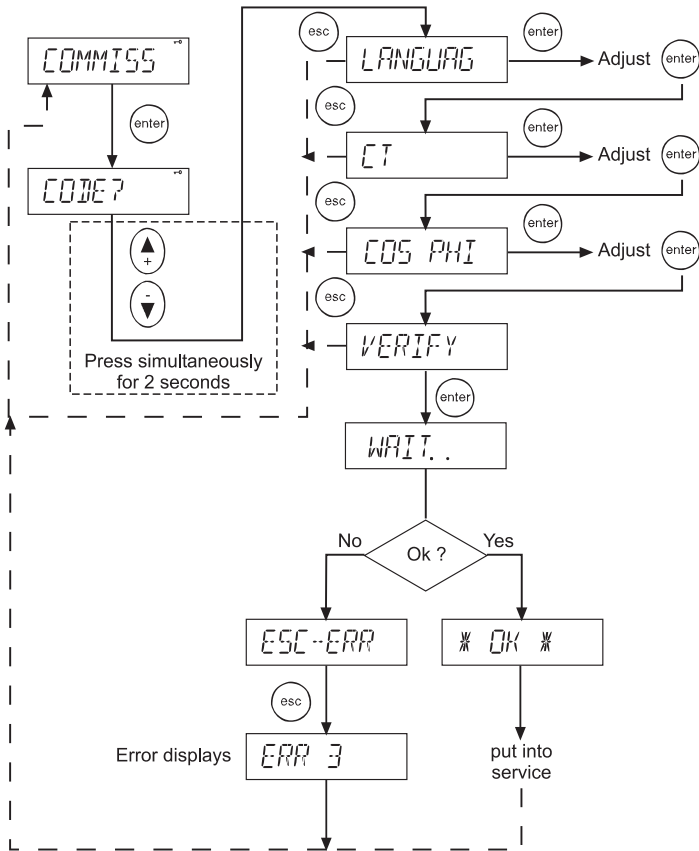 COMMISS
enter
CODE?
+
-
Press simultaneously
for 2 seconds
esc
LANGUAG
enter
Adjust
enter
esc
CT
enter
Adjust
enter
esc
COS PHI
enter
Adjust
enter
esc
VERIFY
enter
WAIT..
No
Ok ?
Yes
ESC-ERR
* OK *
esc
Error displays
ERR 3
put into
service